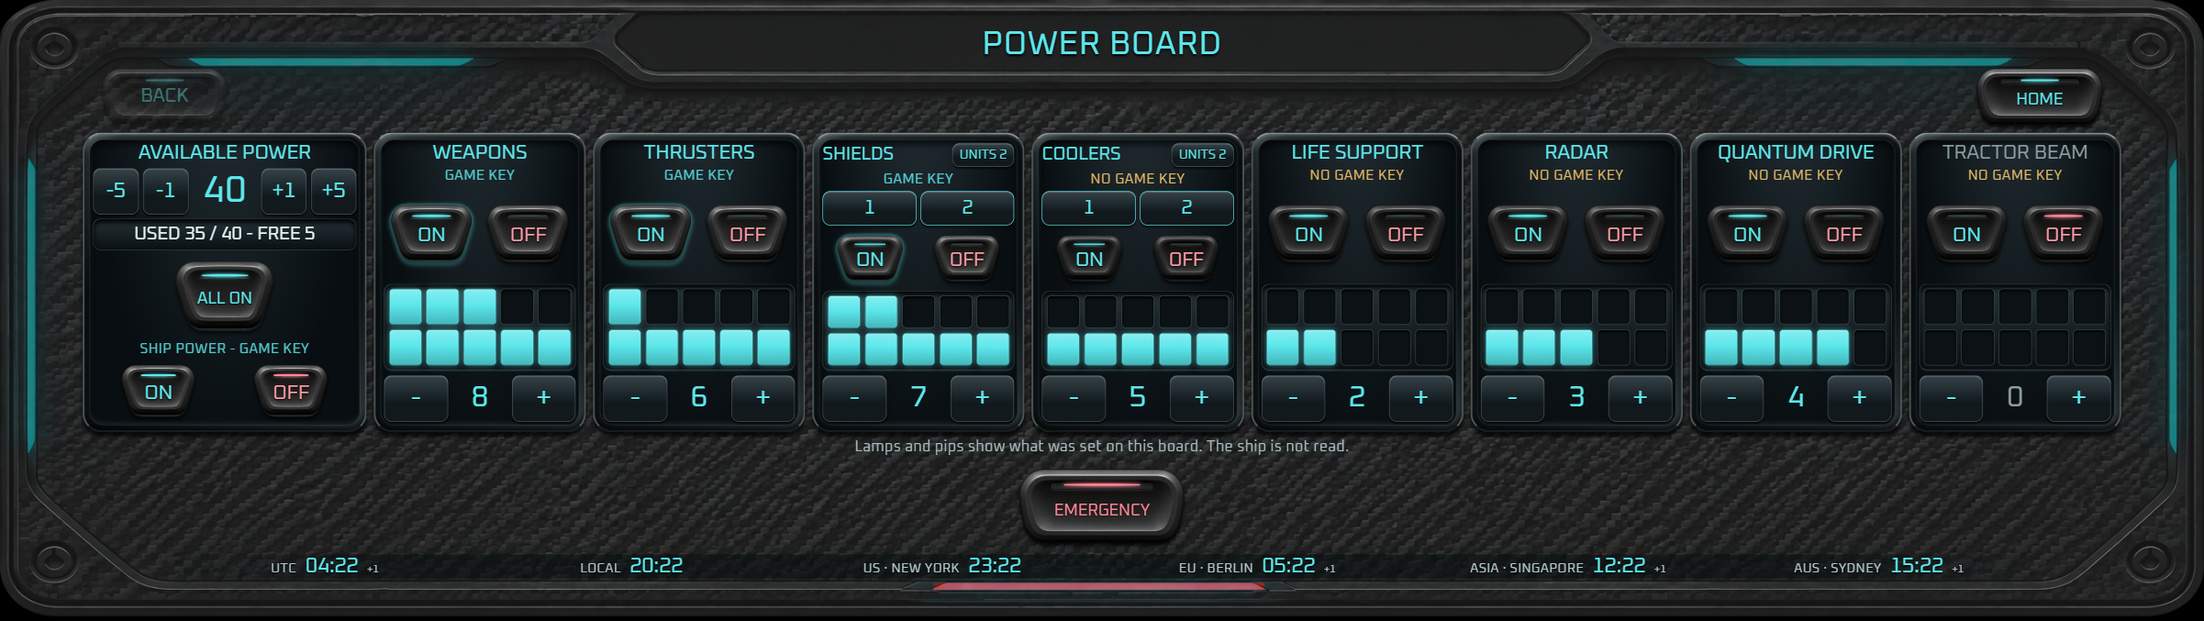 POWER BOARD
BACK
HOME
AVAILABLE POWER
-5 -1 40 +1 +5
USED 35 / 40 - FREE 5
ALL ON
SHIP POWER - GAME KEY
ON OFF
WEAPONS
GAME KEY
ON OFF
- 8 +
THRUSTERS
GAME KEY
ON OFF
- 6 +
SHIELDS UNITS 2
GAME KEY
1 2
ON OFF
- 7 +
COOLERS UNITS 2
NO GAME KEY
1 2
ON OFF
- 5 +
LIFE SUPPORT
NO GAME KEY
ON OFF
- 2 +
RADAR
NO GAME KEY
ON OFF
- 3 +
QUANTUM DRIVE
NO GAME KEY
ON OFF
- 4 +
TRACTOR BEAM
NO GAME KEY
ON OFF
- 0 +
Lamps and pips show what was set on this board. The ship is not read.
EMERGENCY
UTC 04:22 +1
LOCAL 20:22
US · NEW YORK 23:22
EU · BERLIN 05:22 +1
ASIA · SINGAPORE 12:22 +1
AUS · SYDNEY 15:22 +1